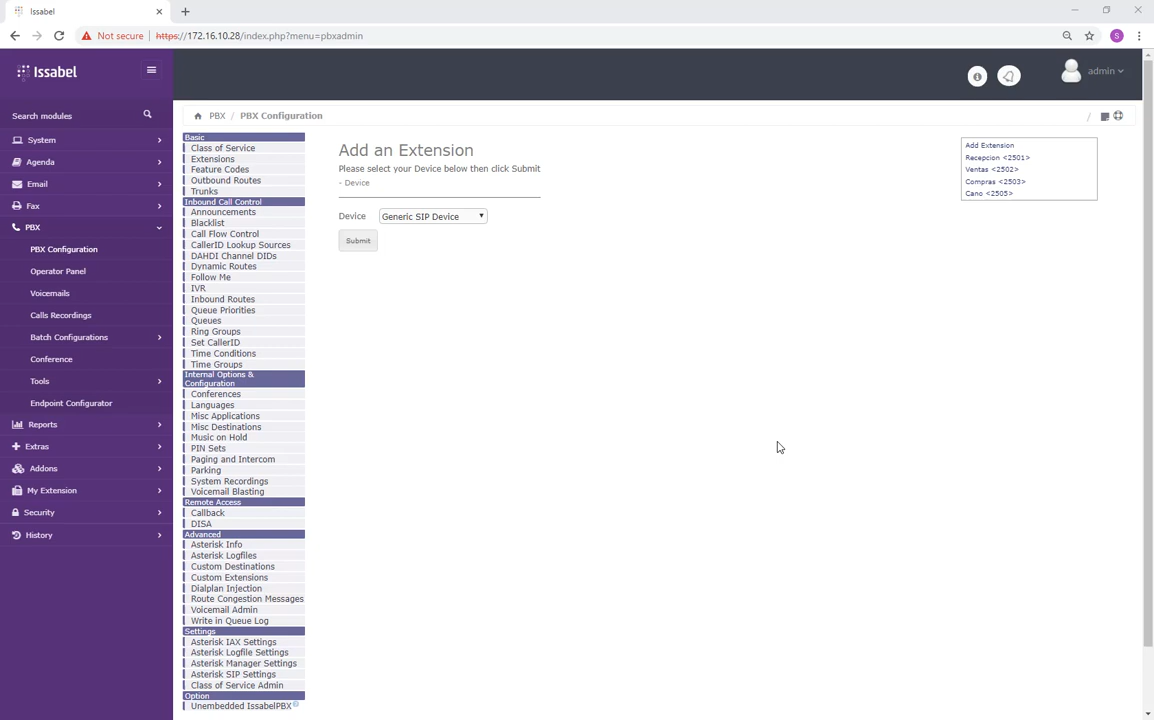 Issabel
Not secure
https://172.16.10.28/index.php?menu=pbxadmin
S
Issabel
admin
Search modules
System
Agenda
Email
Fax
PBX
PBX Configuration
Operator Panel
Voicemails
Calls Recordings
Batch Configurations
Conference
Tools
Endpoint Configurator
Reports
Extras
Addons
My Extension
Security
History
PBX / PBX Configuration /
Basic
Class of Service
Extensions
Feature Codes
Outbound Routes
Trunks
Inbound Call Control
Announcements
Blacklist
Call Flow Control
CallerID Lookup Sources
DAHDI Channel DIDs
Dynamic Routes
Follow Me
IVR
Inbound Routes
Queue Priorities
Queues
Ring Groups
Set CallerID
Time Conditions
Time Groups
Internal Options &
Configuration
Conferences
Languages
Misc Applications
Misc Destinations
Music on Hold
PIN Sets
Paging and Intercom
Parking
System Recordings
Voicemail Blasting
Remote Access
Callback
DISA
Advanced
Asterisk Info
Asterisk Logfiles
Custom Destinations
Custom Extensions
Dialplan Injection
Route Congestion Messages
Voicemail Admin
Write in Queue Log
Settings
Asterisk IAX Settings
Asterisk Logfile Settings
Asterisk Manager Settings
Asterisk SIP Settings
Class of Service Admin
Option
Unembedded IssabelPBX
Add an Extension
Please select your Device below then click Submit
- Device
Device Generic SIP Device
Submit
Add Extension
Recepcion <2501>
Ventas <2502>
Compras <2503>
Cano <2505>